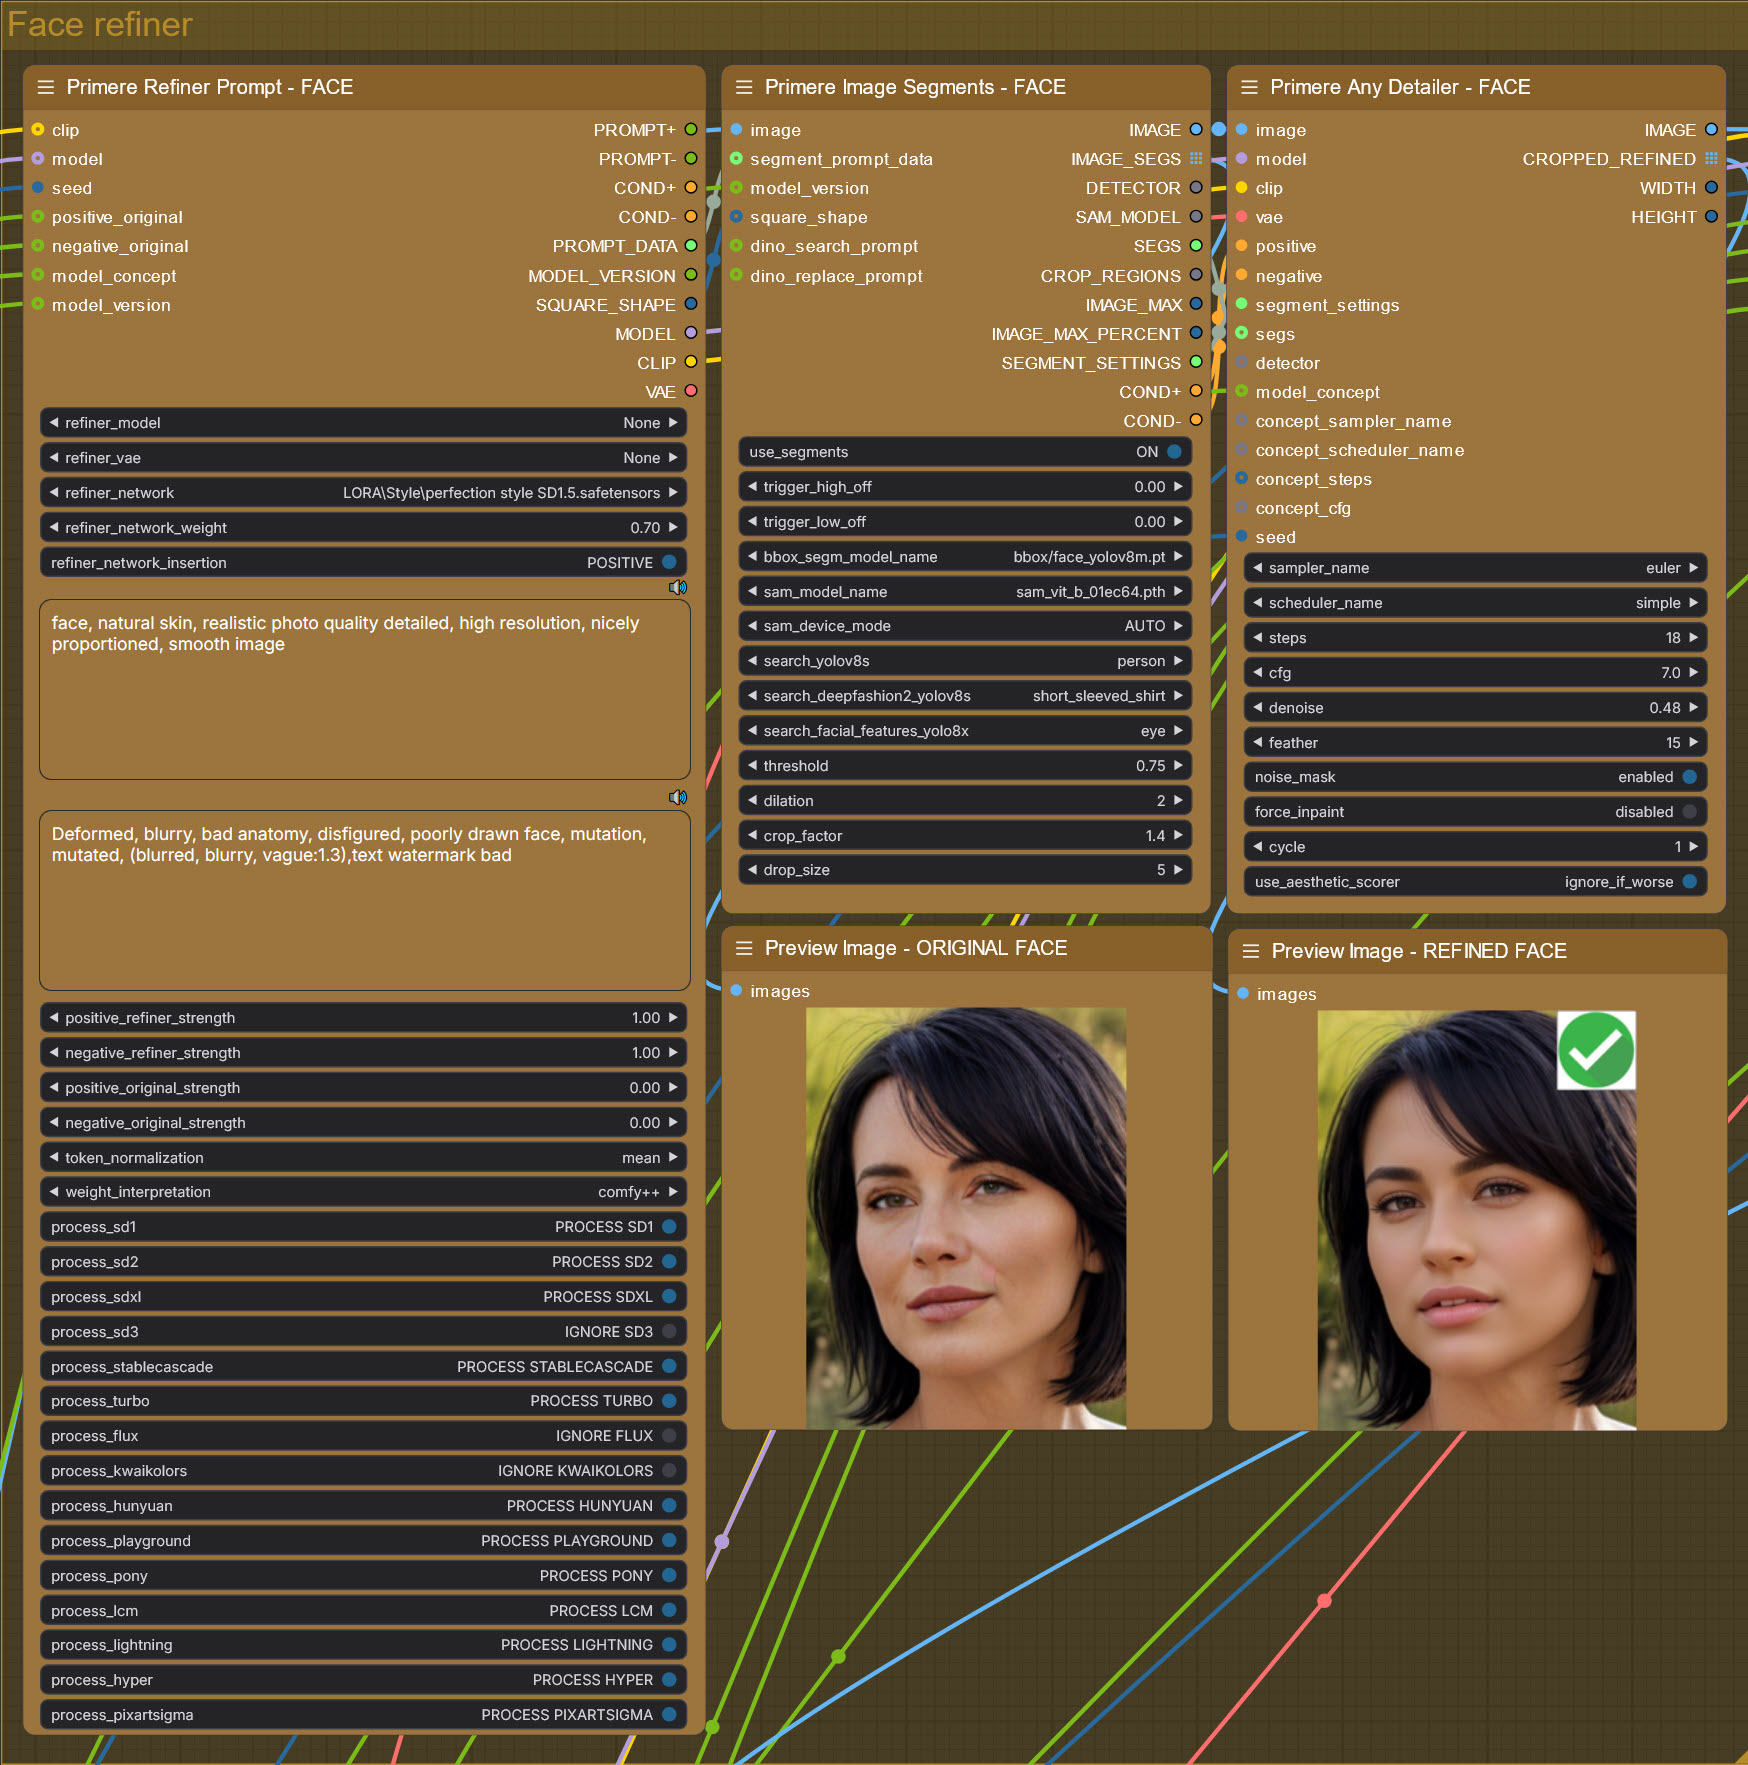 Face refiner
Primere Refiner Prompt - FACE
clip PROMPT+
model PROMPT-
seed COND+
positive_original COND-
negative_original PROMPT_DATA
model_concept MODEL_VERSION
model_version SQUARE_SHAPE
MODEL
CLIP
VAE
refiner_model None
refiner_vae None
refiner_network LORA\Style\perfection style SD1.5.safetensors
refiner_network_weight 0.70
refiner_network_insertion POSITIVE
face, natural skin, realistic photo quality detailed, high resolution, nicely
proportioned, smooth image
Deformed, blurry, bad anatomy, disfigured, poorly drawn face, mutation,
mutated, (blurred, blurry, vague:1.3),text watermark bad
positive_refiner_strength 1.00
negative_refiner_strength 1.00
positive_original_strength 0.00
negative_original_strength 0.00
token_normalization mean
weight_interpretation comfy++
process_sd1 PROCESS SD1
process_sd2 PROCESS SD2
process_sdxl PROCESS SDXL
process_sd3 IGNORE SD3
process_stablecascade PROCESS STABLECASCADE
process_turbo PROCESS TURBO
process_flux IGNORE FLUX
process_kwaikolors IGNORE KWAIKOLORS
process_hunyuan PROCESS HUNYUAN
process_playground PROCESS PLAYGROUND
process_pony PROCESS PONY
process_lcm PROCESS LCM
process_lightning PROCESS LIGHTNING
process_hyper PROCESS HYPER
process_pixartsigma PROCESS PIXARTSIGMA
Primere Image Segments - FACE
image IMAGE
segment_prompt_data IMAGE_SEGS
model_version DETECTOR
square_shape SAM_MODEL
dino_search_prompt SEGS
dino_replace_prompt CROP_REGIONS
IMAGE_MAX
IMAGE_MAX_PERCENT
SEGMENT_SETTINGS
COND+
COND-
use_segments ON
trigger_high_off 0.00
trigger_low_off 0.00
bbox_segm_model_name bbox/face_yolov8m.pt
sam_model_name sam_vit_b_01ec64.pth
sam_device_mode AUTO
search_yolov8s person
search_deepfashion2_yolov8s short_sleeved_shirt
search_facial_features_yolo8x eye
threshold 0.75
dilation 2
crop_factor 1.4
drop_size 5
Primere Any Detailer - FACE
image IMAGE
model CROPPED_REFINED
clip WIDTH
vae HEIGHT
positive
negative
segment_settings
segs
detector
model_concept
concept_sampler_name
concept_scheduler_name
concept_steps
concept_cfg
seed
sampler_name euler
scheduler_name simple
steps 18
cfg 7.0
denoise 0.48
feather 15
noise_mask enabled
force_inpaint disabled
cycle 1
use_aesthetic_scorer ignore_if_worse
Preview Image - ORIGINAL FACE
images
Preview Image - REFINED FACE
images